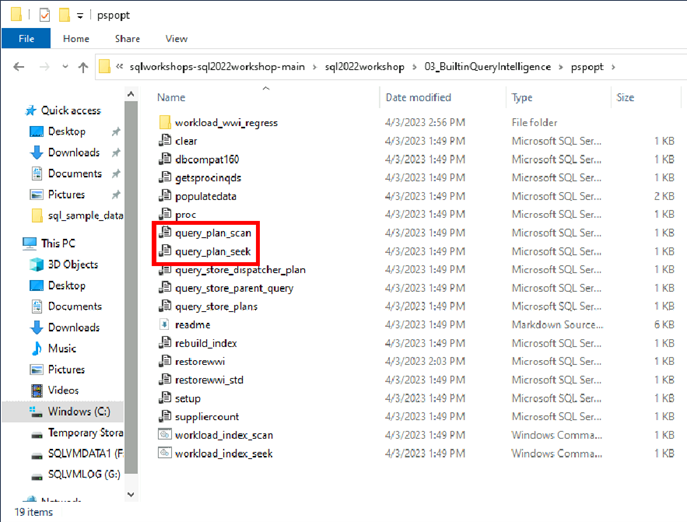 pspopt
File Home Share View
« sqlworkshops-sql2022workshop-main › sql2022workshop › 03_BuiltinQueryIntelligence › pspopt ›
Name Date modified Type Size
Quick access
Desktop
Downloads
Documents
Pictures
sql_sample_data
This PC
3D Objects
Desktop
Documents
Downloads
Music
Pictures
Videos
Windows (C:)
Temporary Stora
SQLVMDATA1 (F
SQLVMLOG (G:)
Network
workload_wwi_regress 4/3/2023 2:56 PM File folder
clear 4/3/2023 1:49 PM Microsoft SQL Ser... 1 KB
dbcompat160 4/3/2023 1:49 PM Microsoft SQL Ser... 1 KB
getsprocinqds 4/3/2023 1:49 PM Microsoft SQL Ser... 1 KB
populatedata 4/3/2023 1:49 PM Microsoft SQL Ser... 2 KB
proc 4/3/2023 1:49 PM Microsoft SQL Ser... 1 KB
query_plan_scan 4/3/2023 1:49 PM Microsoft SQL Ser... 1 KB
query_plan_seek 4/3/2023 1:49 PM Microsoft SQL Ser... 1 KB
query_store_dispatcher_plan 4/3/2023 1:49 PM Microsoft SQL Ser... 1 KB
query_store_parent_query 4/3/2023 1:49 PM Microsoft SQL Ser... 1 KB
query_store_plans 4/3/2023 1:49 PM Microsoft SQL Ser... 1 KB
readme 4/3/2023 1:49 PM Markdown Source... 6 KB
rebuild_index 4/3/2023 1:49 PM Microsoft SQL Ser... 1 KB
restorewwi 4/3/2023 2:03 PM Microsoft SQL Ser... 1 KB
restorewwi_std 4/3/2023 1:49 PM Microsoft SQL Ser... 1 KB
setup 4/3/2023 1:49 PM Microsoft SQL Ser... 1 KB
suppliercount 4/3/2023 1:49 PM Microsoft SQL Ser... 1 KB
workload_index_scan 4/3/2023 1:49 PM Windows Comma... 1 KB
workload_index_seek 4/3/2023 1:49 PM Windows Comma... 1 KB
19 items